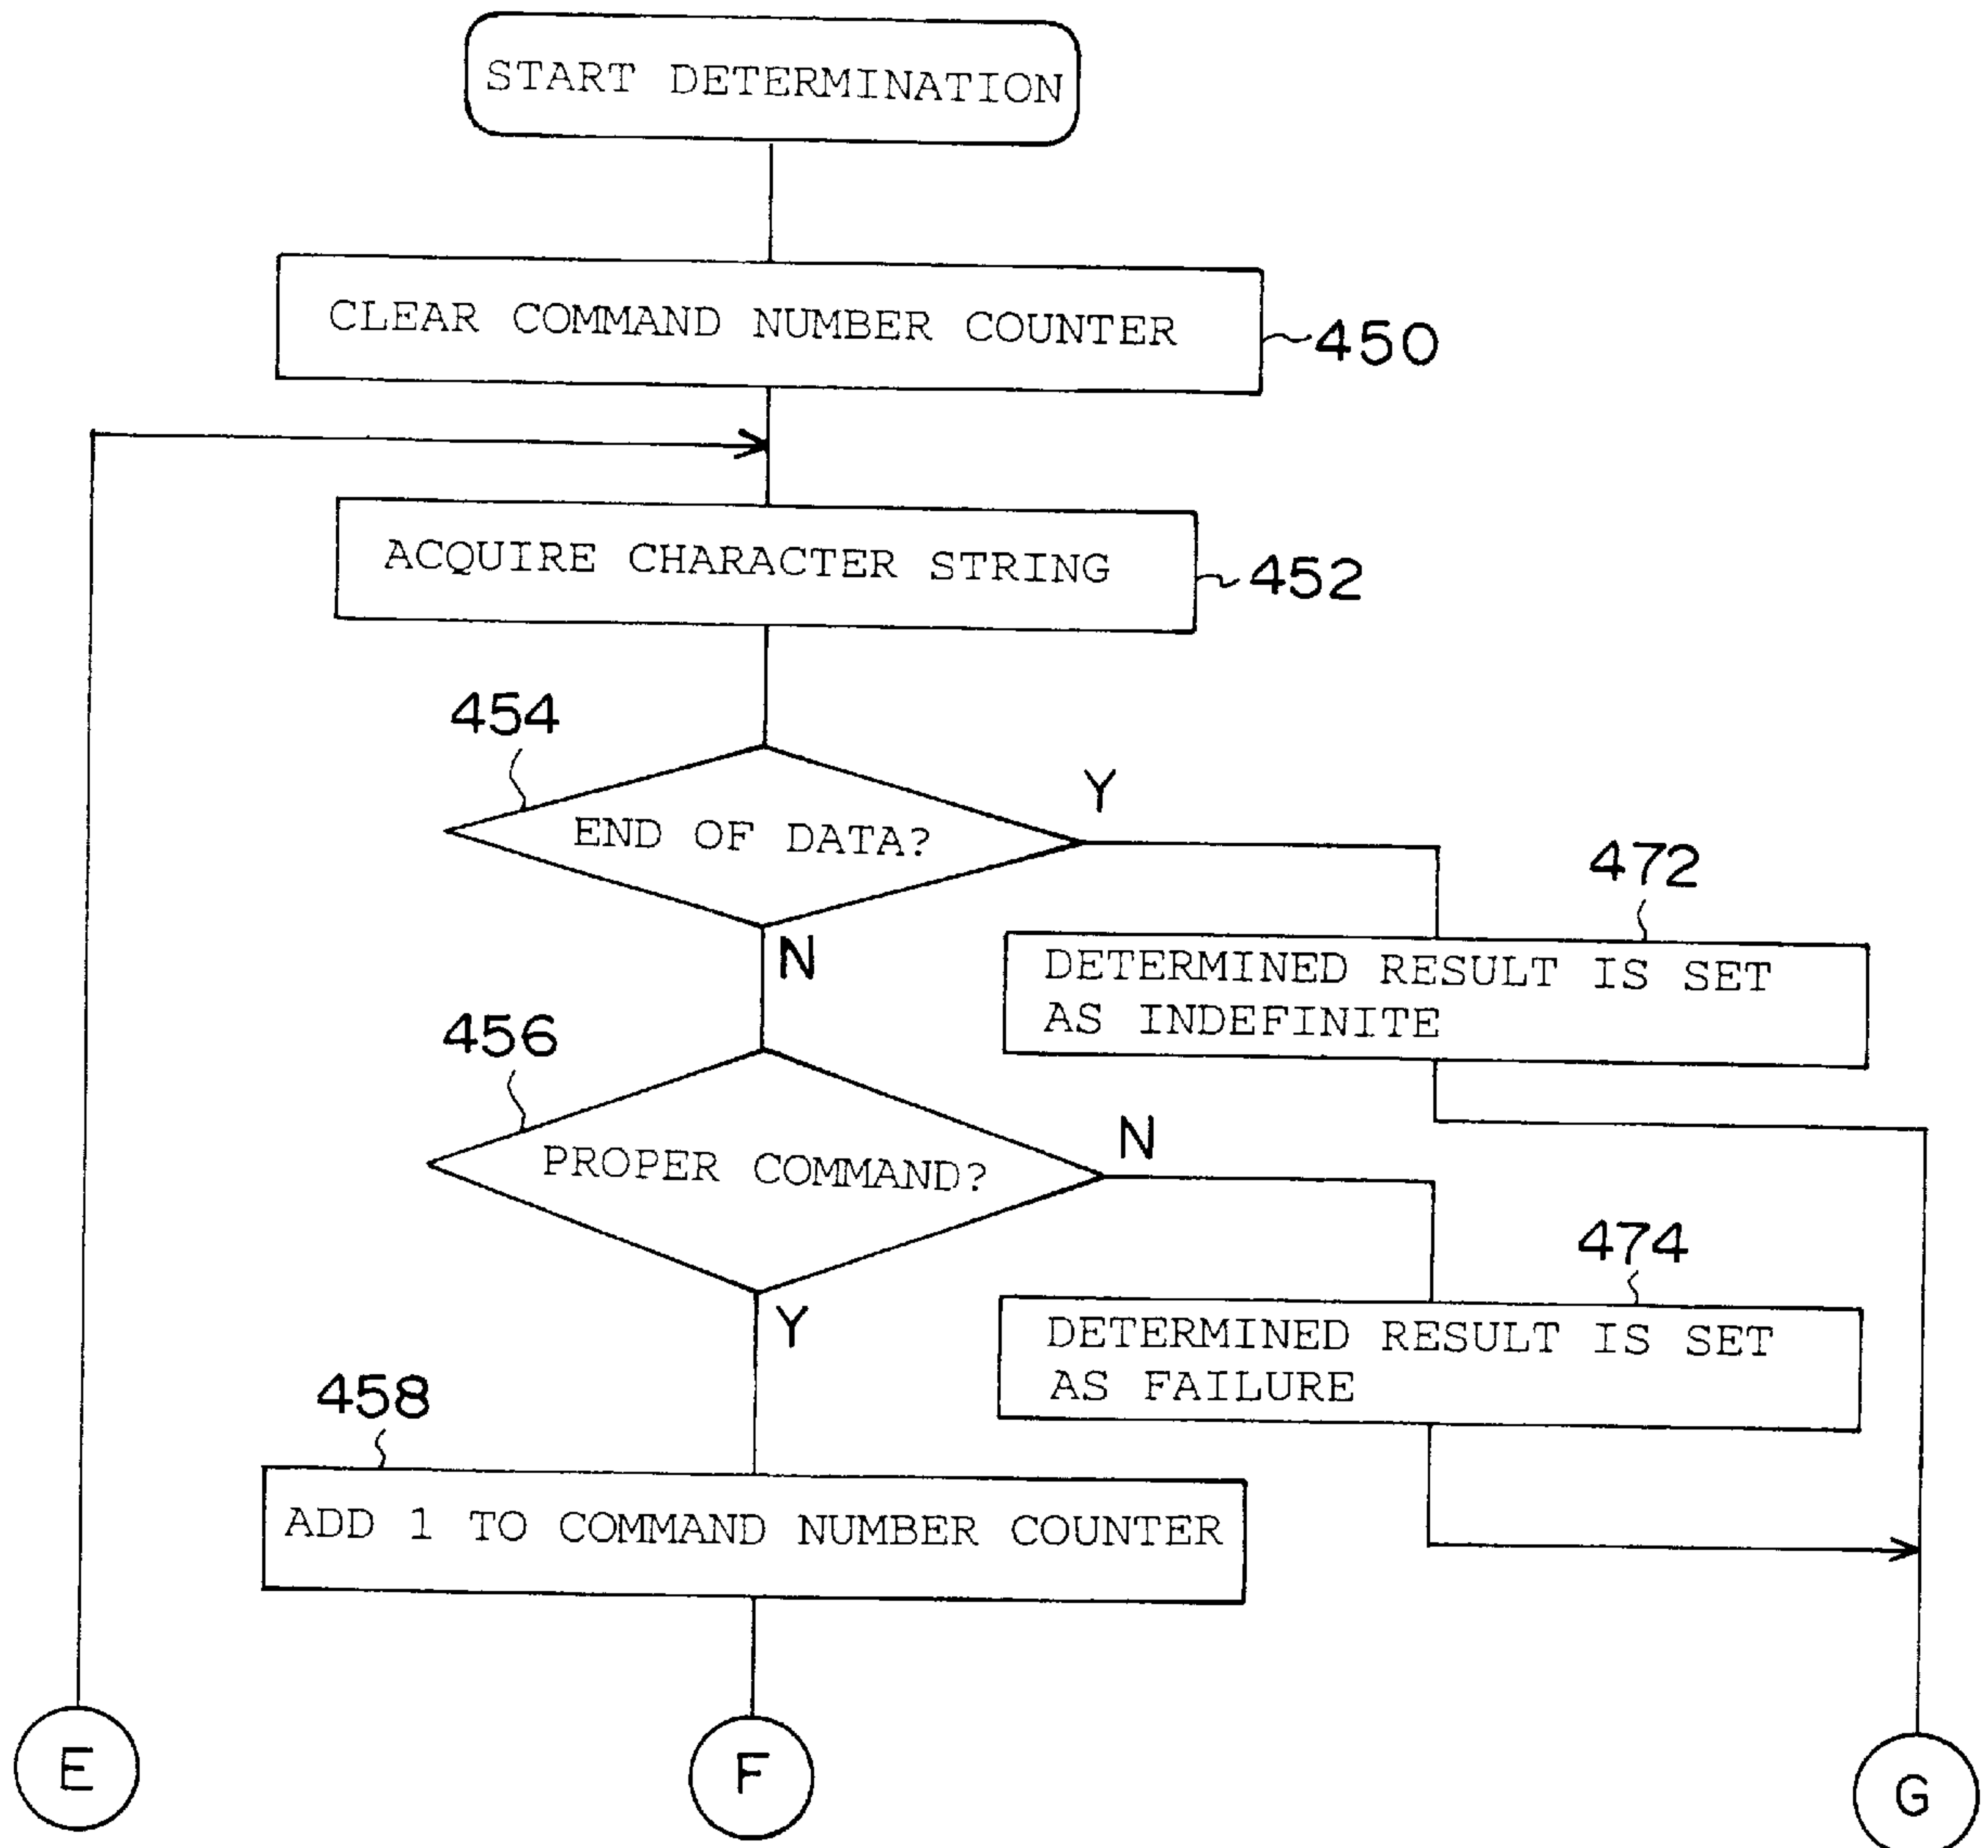 START DETERMINATION
CLEAR COMMAND NUMBER COUNTER
450
ACQUIRE CHARACTER STRING
452
454
END OF DATA?
Y
N
472
DETERMINED RESULT IS SET
AS INDEFINITE
456
PROPER COMMAND?
N
Y
474
DETERMINED RESULT IS SET
AS FAILURE
458
ADD 1 TO COMMAND NUMBER COUNTER
E
F
G